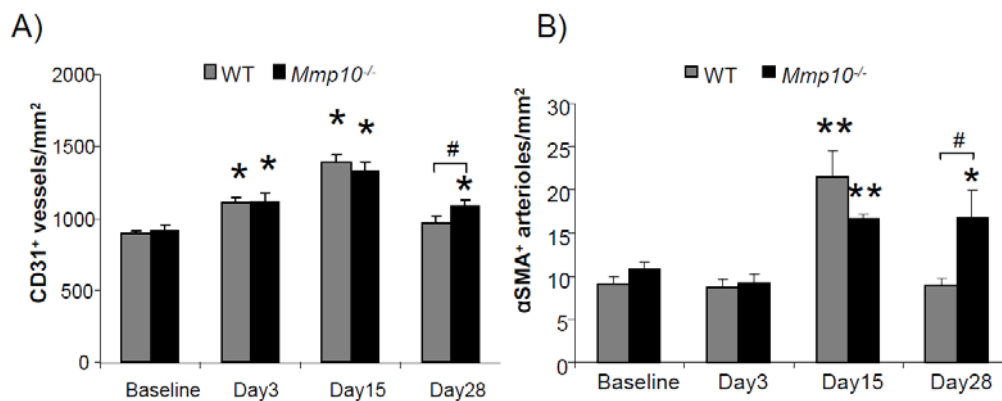 A)
WT Mmp10-/-
CD31+ vessels/mm2
2000
1500
1000
500
0
* * * * # *
Baseline Day3 Day15 Day28
B)
WT Mmp10-/-
αSMA+ arterioles/mm2
30
25
20
15
10
5
0
** ** # *
Baseline Day3 Day15 Day28